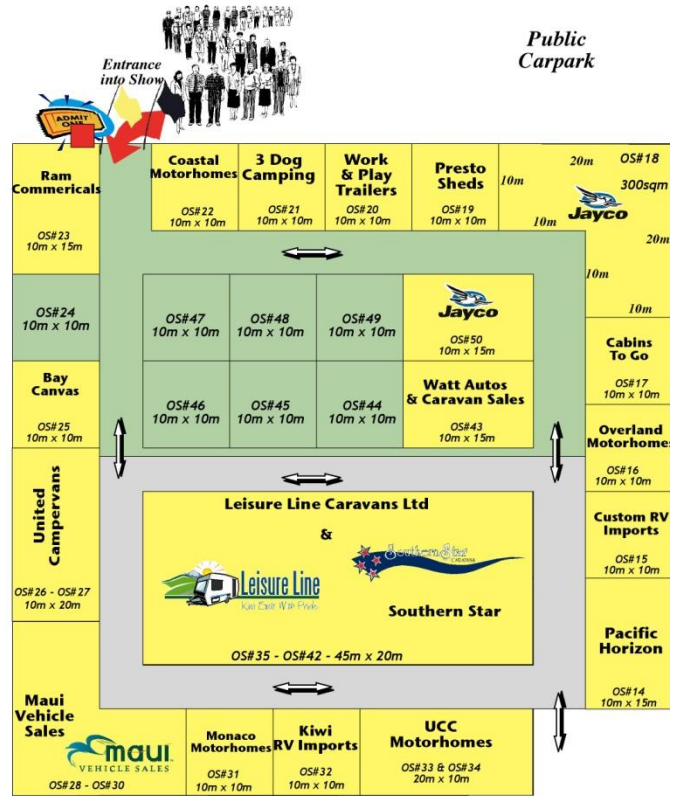 Public
Carpark
Entrance
into Show
ADMIT
ONE
Ram
Commericals
OS#23
10m x 15m
Coastal
Motorhomes
OS#22
10m x 10m
3 Dog
Camping
OS#21
10m x 10m
Work
& Play
Trailers
OS#20
10m x 10m
Presto
Sheds
OS#19
10m x 10m
20m
OS#18
300sqm
10m
Jayco
10m
20m
10m
10m
OS#24
10m x 10m
OS#47
10m x 10m
OS#48
10m x 10m
OS#49
10m x 10m
Jayco
OS#50
10m x 15m
Cabins
To Go
OS#17
10m x 10m
Bay
Canvas
OS#25
10m x 10m
OS#46
10m x 10m
OS#45
10m x 10m
OS#44
10m x 10m
Watt Autos
& Caravan Sales
OS#43
10m x 15m
Overland
Motorhomes
OS#16
10m x 10m
United
Campervans
OS#26 - OS#27
10m x 20m
Leisure Line Caravans Ltd
&
Leisure Line
Kiwi Built With Pride
Southern Star
CARAVANS
Southern Star
OS#35 - OS#42 - 45m x 20m
Custom RV
Imports
OS#15
10m x 10m
Pacific
Horizon
OS#14
10m x 15m
Maui
Vehicle
Sales
maui
VEHICLE SALES
OS#28 - OS#30
Monaco
Motorhomes
OS#31
10m x 10m
Kiwi
RV Imports
OS#32
10m x 10m
UCC
Motorhomes
OS#33 & OS#34
20m x 10m